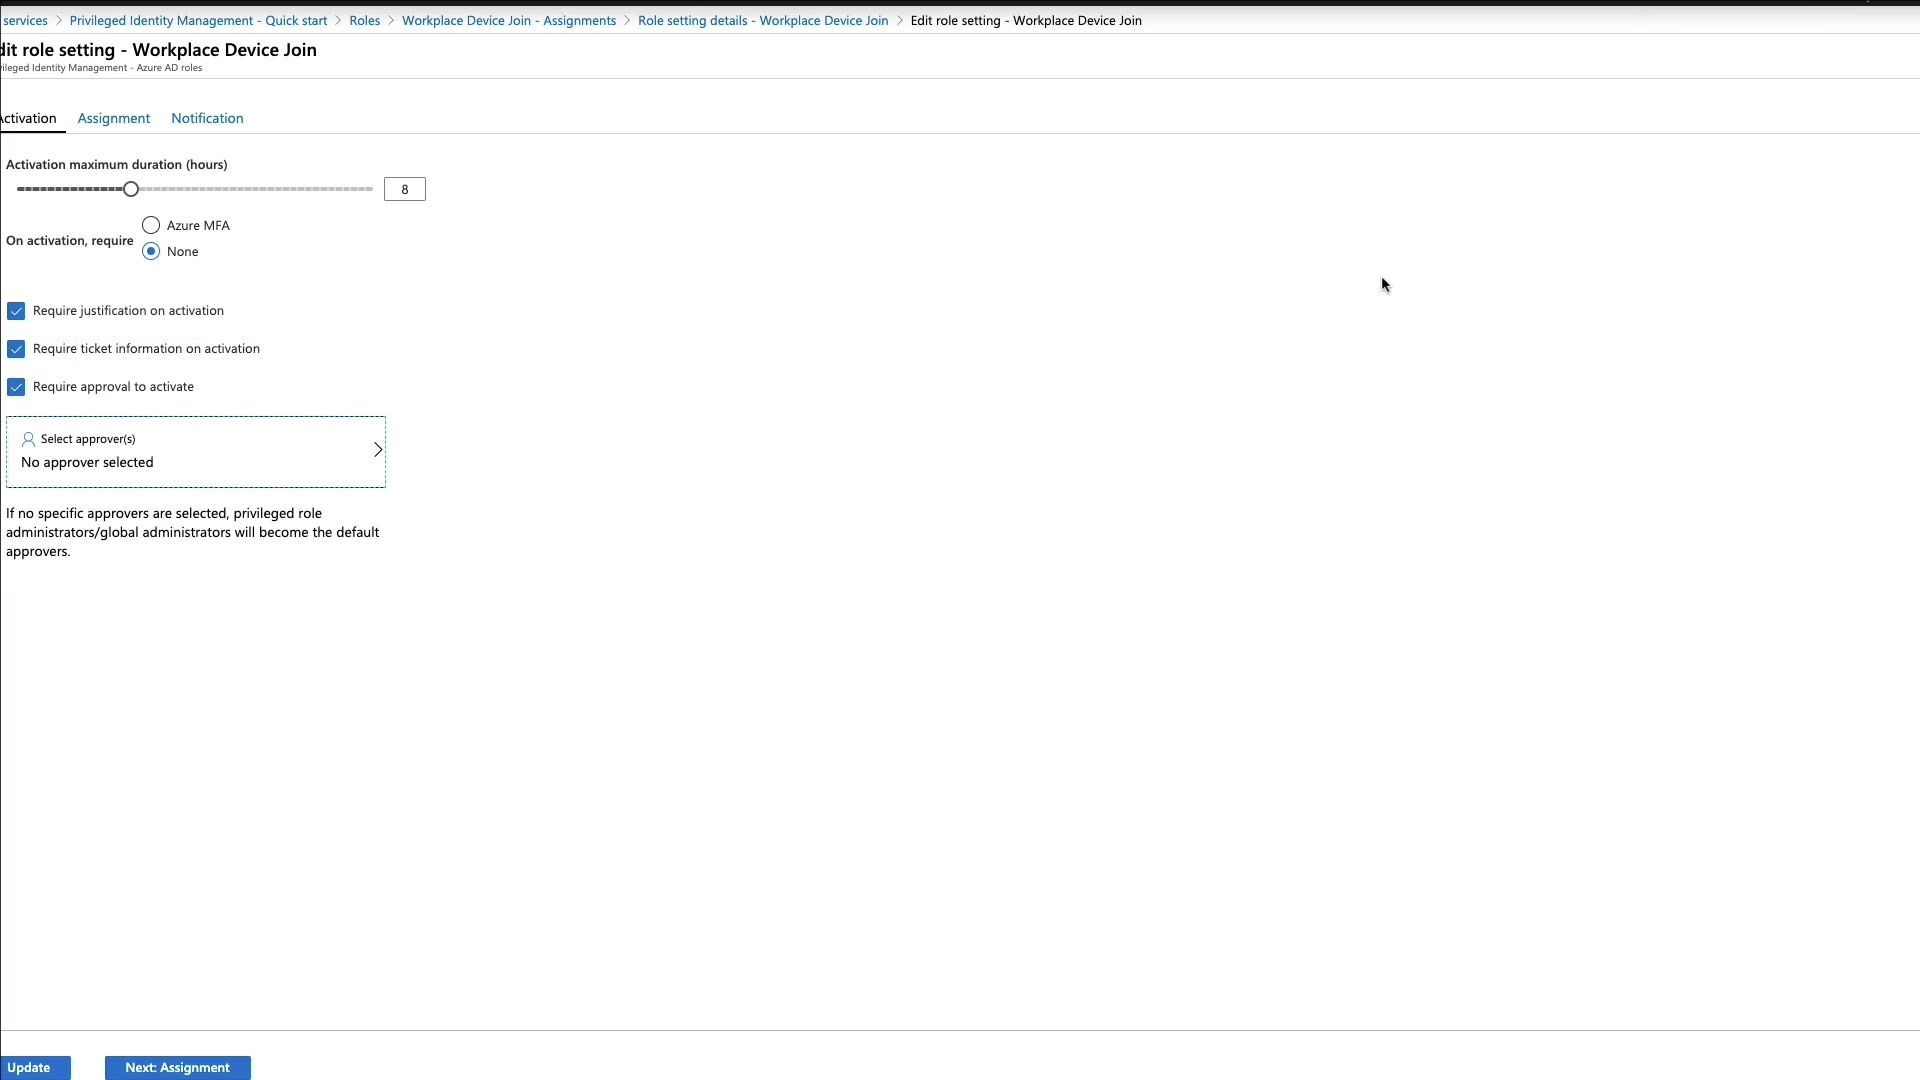 services > Privileged Identity Management - Quick start > Roles > Workplace Device Join - Assignments > Role setting details - Workplace Device Join > Edit role setting - Workplace Device Join
dit role setting - Workplace Device Join
vileged Identity Management - Azure AD roles
Activation Assignment Notification
Activation maximum duration (hours)
8
On activation, require
Azure MFA
None
Require justification on activation
Require ticket information on activation
Require approval to activate
Select approver(s)
No approver selected
If no specific approvers are selected, privileged role
administrators/global administrators will become the default
approvers.
Update Next: Assignment